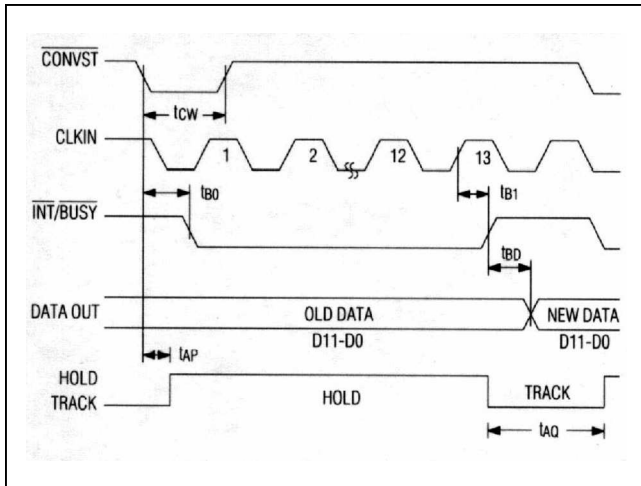 CONVST
tCW
CLKIN 1 2 12 13
tB0 tB1
INT/BUSY
tBD
DATA OUT OLD DATA NEW DATA
D11-D0 D11-D0
tAP
HOLD
TRACK HOLD TRACK
tAQ